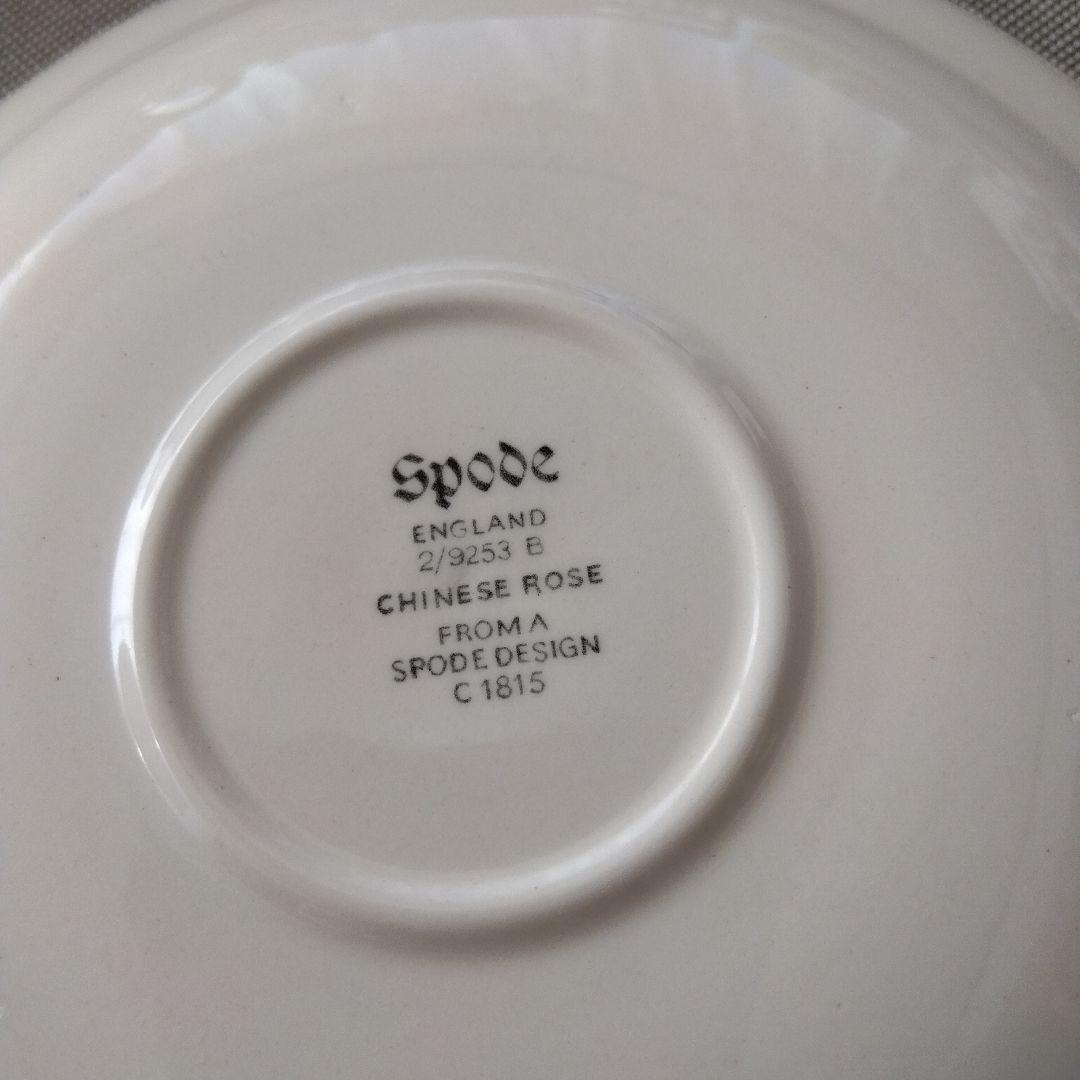 Spode
ENGLAND
2/9253 B
CHINESE ROSE
FROM A
SPODE DESIGN
C 1815